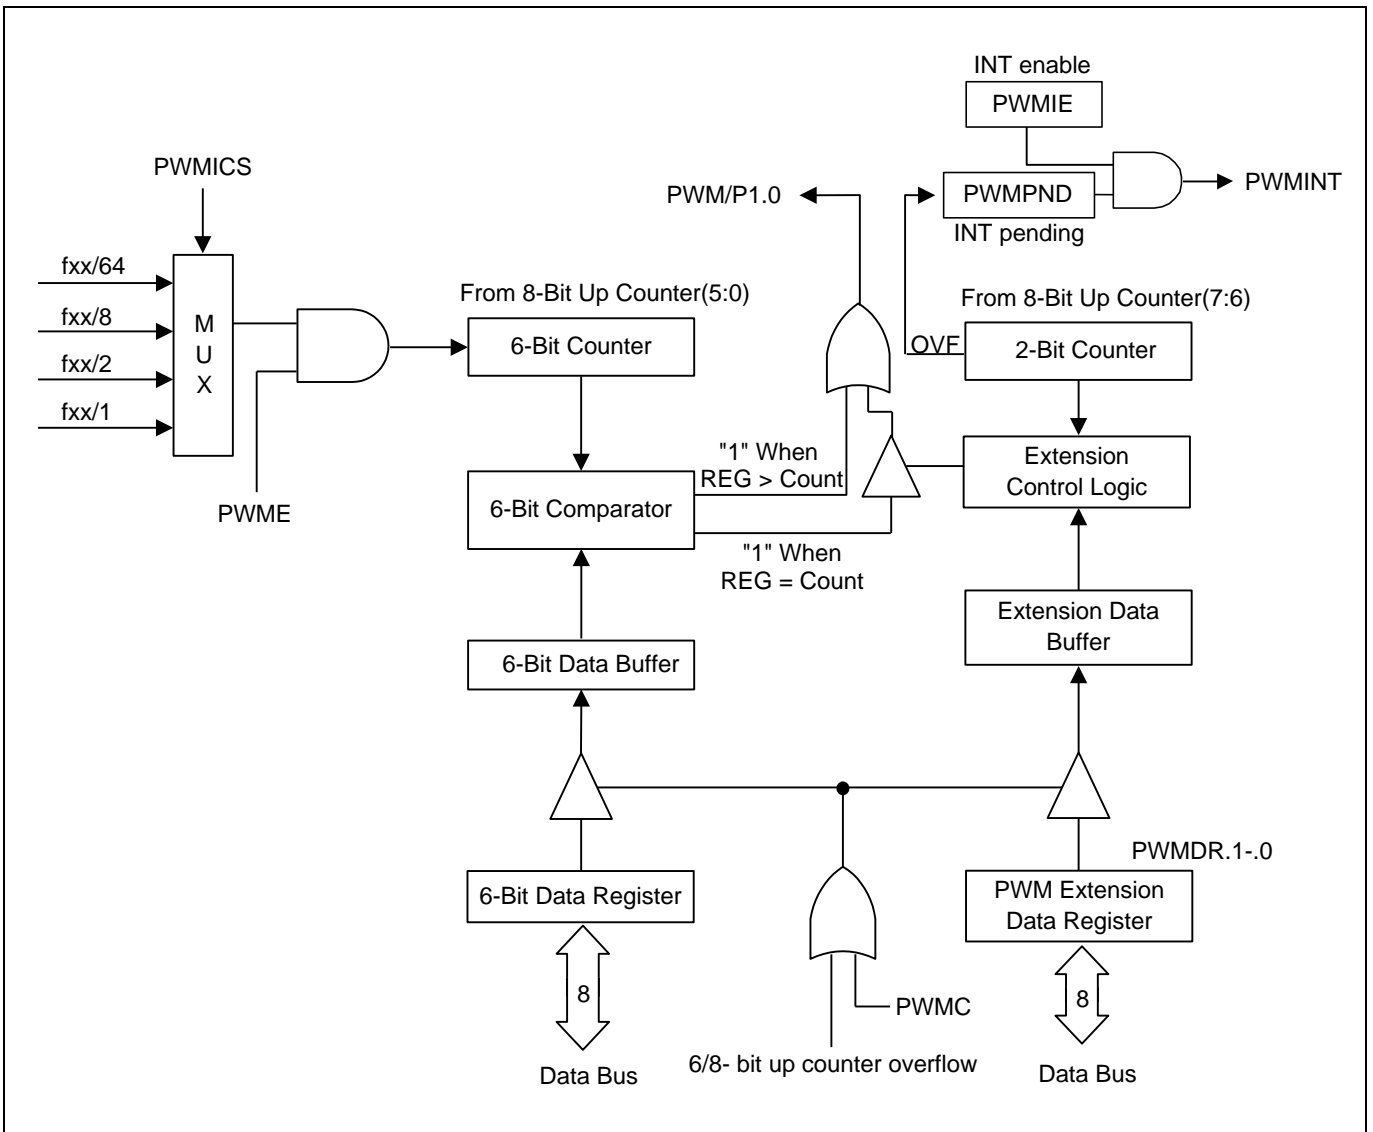 INT enable
PWMIE
PWMICS
PWM/P1.0
PWMPND
PWMINT
INT pending
fxx/64
fxx/8
fxx/2
fxx/1
M
U
X
PWME
From 8-Bit Up Counter(5:0)
6-Bit Counter
From 8-Bit Up Counter(7:6)
OVF
2-Bit Counter
"1" When
REG > Count
6-Bit Comparator
"1" When
REG = Count
Extension
Control Logic
6-Bit Data Buffer
Extension Data
Buffer
PWMDR.1-.0
6-Bit Data Register
PWM Extension
Data Register
8
8
PWMC
6/8- bit up counter overflow
Data Bus
Data Bus